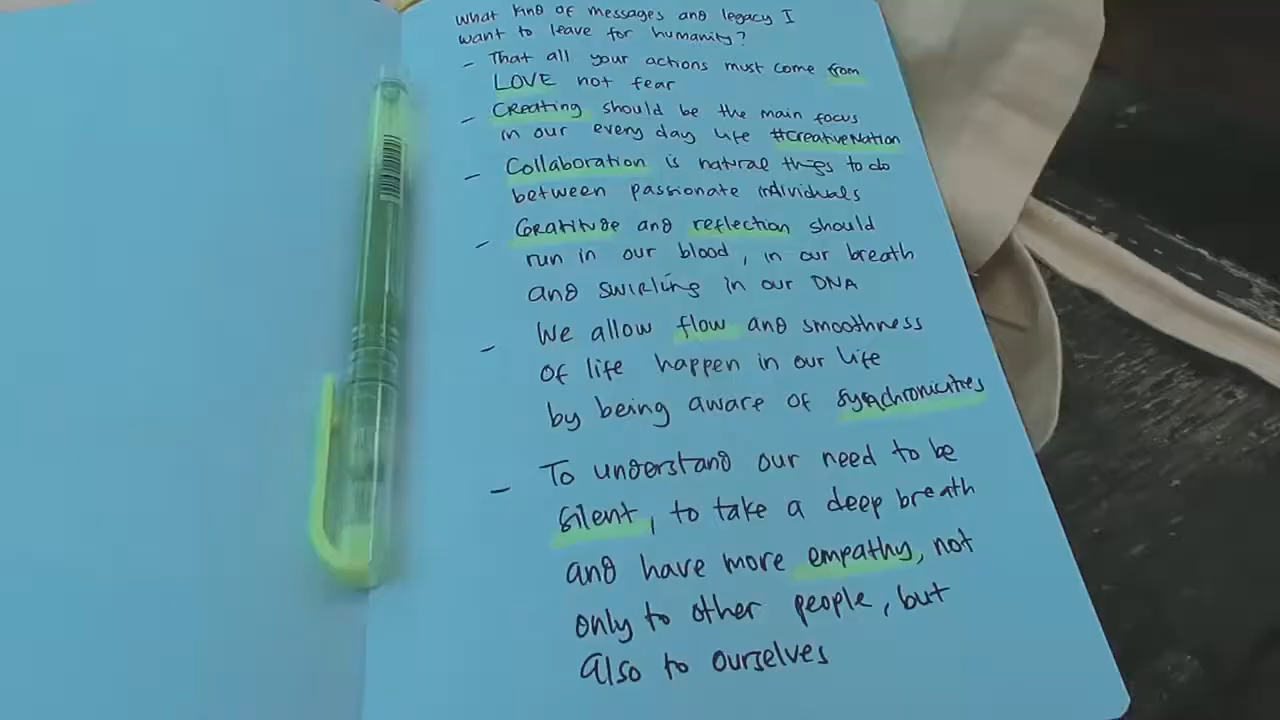 What kind of messages and legacy I
want to leave for humanity?
- That all your actions must come from
LOVE not fear
- Creating should be the main focus
in our every day life #CreativeNation
- Collaboration is natural things to do
between passionate individuals
- Gratitude and reflection should
run in our blood, in our breath
and swirling in our DNA
- We allow flow and smoothness
of life happen in our life
by being aware of synchronicities
- To understand our need to be
silent, to take a deep breath
and have more empathy, not
only to other people, but
also to ourselves